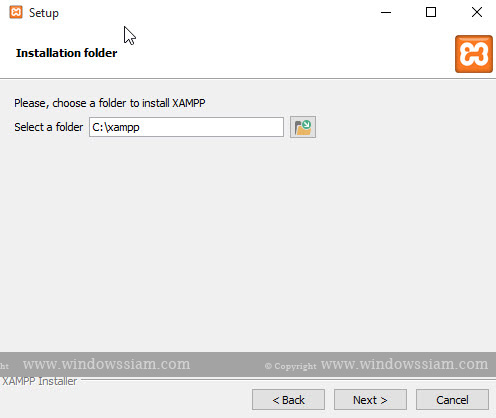 Setup
Installation folder
Please, choose a folder to install XAMPP
Select a folder C:\xampp
ht www.windowssiam.com © Copyright www.windowssiam.com
XAMPP Installer
< Back Next > Cancel